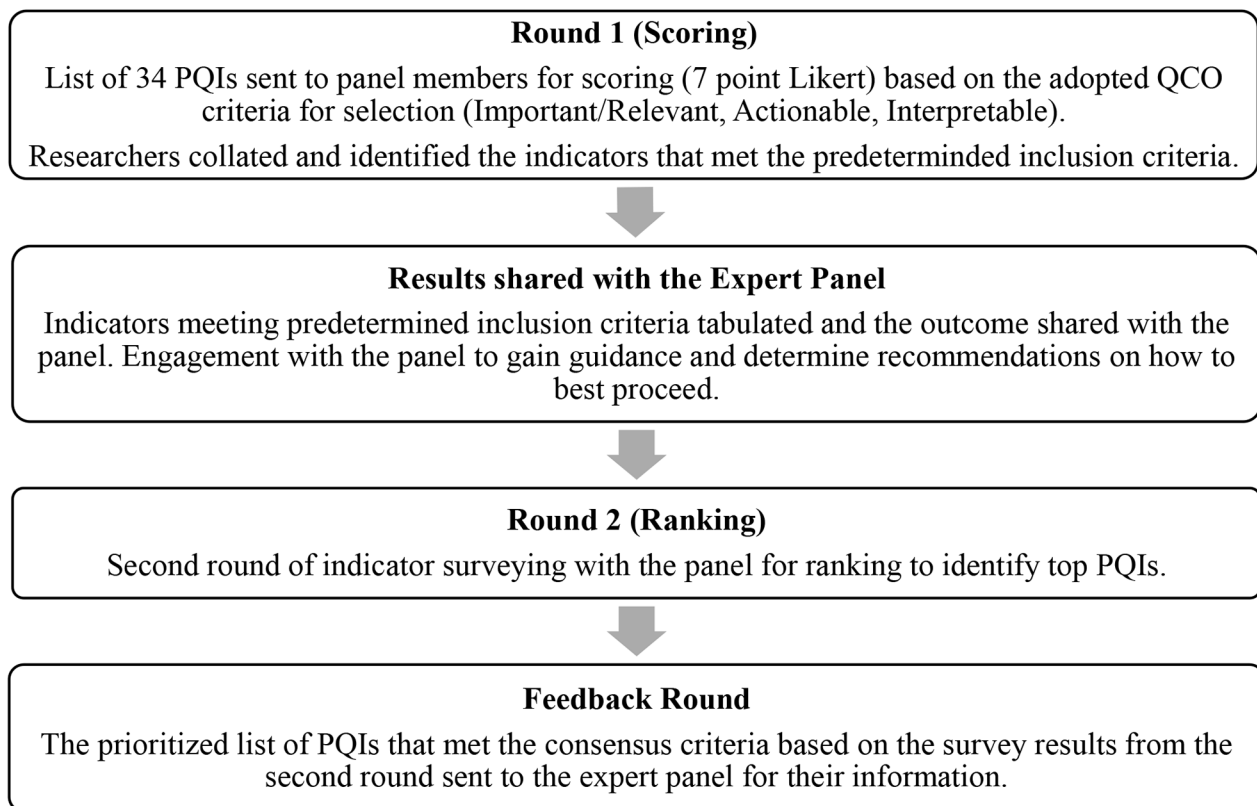 Round 1 (Scoring)
List of 34 PQIs sent to panel members for scoring (7 point Likert) based on the adopted QCO
criteria for selection (Important/Relevant, Actionable, Interpretable).
Researchers collated and identified the indicators that met the predeterminded inclusion criteria.
Results shared with the Expert Panel
Indicators meeting predetermined inclusion criteria tabulated and the outcome shared with the
panel. Engagement with the panel to gain guidance and determine recommendations on how to
best proceed.
Round 2 (Ranking)
Second round of indicator surveying with the panel for ranking to identify top PQIs.
Feedback Round
The prioritized list of PQIs that met the consensus criteria based on the survey results from the
second round sent to the expert panel for their information.